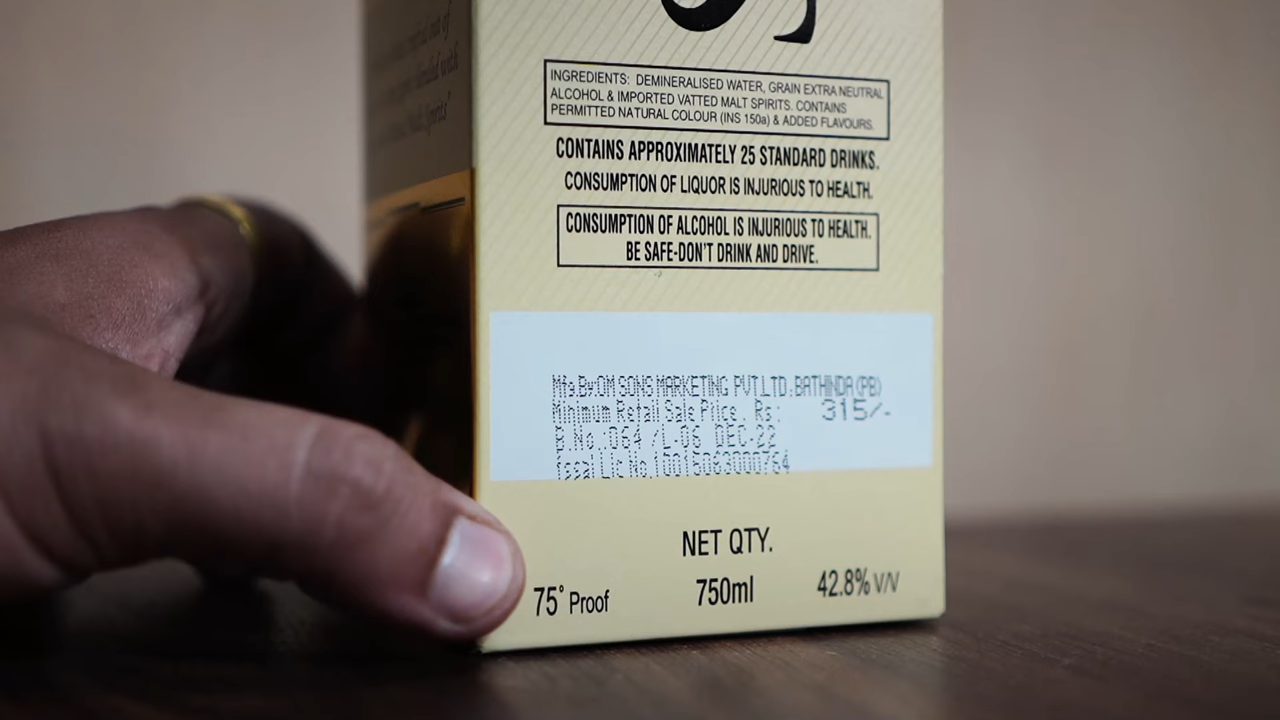 INGREDIENTS: DEMINERALISED WATER, GRAIN EXTRA NEUTRAL
ALCOHOL & IMPORTED VATTED MALT SPIRITS. CONTAINS
PERMITTED NATURAL COLOUR (INS 150a) & ADDED FLAVOURS.
CONTAINS APPROXIMATELY 25 STANDARD DRINKS.
CONSUMPTION OF LIQUOR IS INJURIOUS TO HEALTH.
CONSUMPTION OF ALCOHOL IS INJURIOUS TO HEALTH.
BE SAFE-DON'T DRINK AND DRIVE.
Mfg.By:OM SONS MARKETING PVT.LTD.:BATHINDA(PB)
Minimum Retail Sale Price. Rs: 315/-
B.No.:064 /L-06 DEC-22
fssai Lic No.10015063000764
NET QTY.
75° Proof 750ml 42.8% V/V